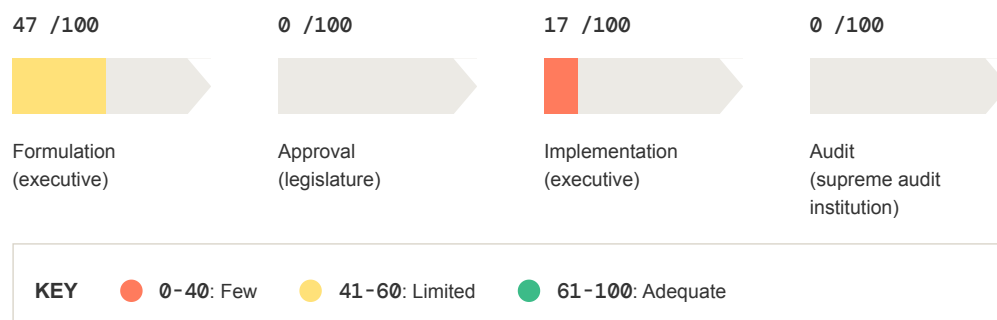 47 /100
0 /100
17 /100
0 /100
Formulation
(executive)
Approval
(legislature)
Implementation
(executive)
Audit
(supreme audit
institution)
KEY
0-40: Few
41-60: Limited
61-100: Adequate